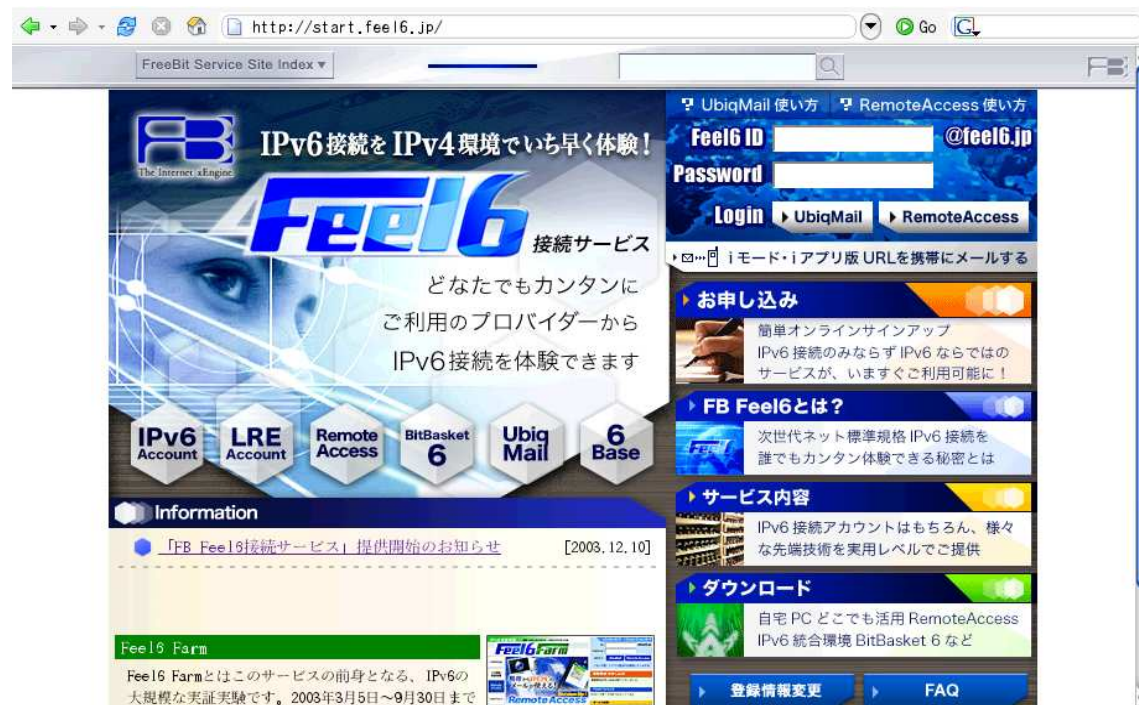 http://start.feel6.jp/
Go
FreeBit Service Site Index
FB
FB
The Internet xEngine
IPv6接続をIPv4環境でいち早く体験！
Feel6
接続サービス
どなたでもカンタンに
ご利用のプロバイダーから
IPv6接続を体験できます
IPv6 Account
LRE Account
Remote Access
BitBasket 6
Ubiq Mail
6 Base
Information
「FB Feel6接続サービス」提供開始のお知らせ [2003.12.10]
Feel6 Farm
Feel6 Farmとはこのサービスの前身となる、IPv6の
大規模な実証実験です。2003年3月5日～9月30日まで
Feel6Farm
RemoteAccess
UbiqMail 使い方 RemoteAccess 使い方
Feel6 ID @feel6.jp
Password
Login UbiqMail RemoteAccess
iモード・iアプリ版 URLを携帯にメールする
お申し込み
簡単オンラインサインアップ
IPv6 接続のみならず IPv6 ならではの
サービスが、いますぐご利用可能に！
FB Feel6とは？
Feel6
次世代ネット標準規格 IPv6 接続を
誰でもカンタン体験できる秘密とは
サービス内容
IPv6 接続アカウントはもちろん、様々
な先端技術を実用レベルでご提供
ダウンロード
自宅 PC どこでも活用 RemoteAccess
IPv6 統合環境 BitBasket 6 など
登録情報変更 FAQ